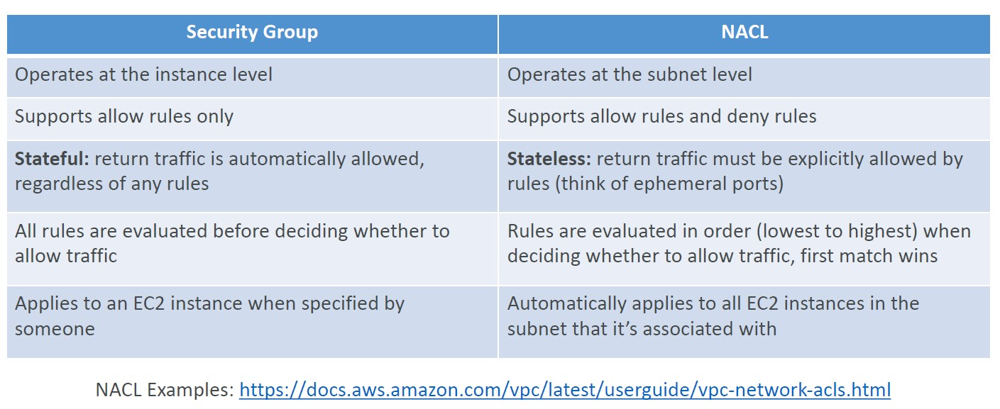 Security Group
NACL
Operates at the instance level
Operates at the subnet level
Supports allow rules only
Supports allow rules and deny rules
Stateful: return traffic is automatically allowed,
regardless of any rules
Stateless: return traffic must be explicitly allowed by
rules (think of ephemeral ports)
All rules are evaluated before deciding whether to
allow traffic
Rules are evaluated in order (lowest to highest) when
deciding whether to allow traffic, first match wins
Applies to an EC2 instance when specified by
someone
Automatically applies to all EC2 instances in the
subnet that it’s associated with
NACL Examples: https://docs.aws.amazon.com/vpc/latest/userguide/vpc-network-acls.html